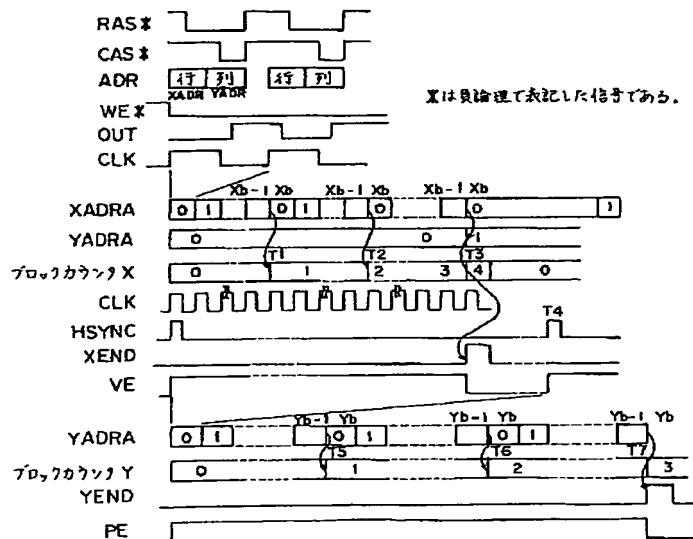 RAS*
CAS*
ADR 行 列 行 列
XADR YADR
WE*
*は負論理で表記した信号である。
OUT
CLK
Xb-1 Xb Xb-1 Xb Xb-1 Xb
XADRA 0 1 0 1 0 0 1
YADRA 0 0 1
T1 T2 T3
ブロックカウンタX 0 1 2 3 4 0
CLK
HSYNC T4
XEND
VE
Yb-1 Yb Yb-1 Yb Yb-1 Yb
YADRA 0 1 0 1 0 1
T5 T6 T7
ブロックカウンタY 0 1 2 3
YEND
PE